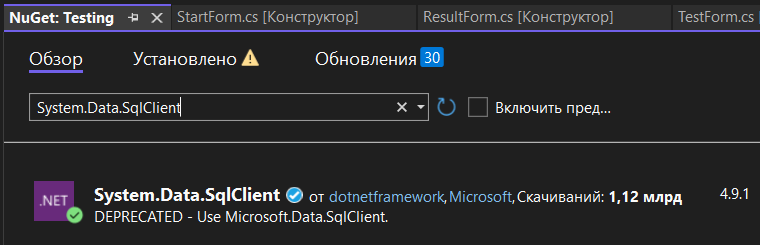 NuGet: Testing
StartForm.cs [Конструктор]
ResultForm.cs [Конструктор]
TestForm.cs [
Обзор
Установлено
Обновления 30
System.Data.SqlClient
Включить пред...
.NET
System.Data.SqlClient от dotnetframework, Microsoft, Скачиваний: 1,12 млрд
4.9.1
DEPRECATED - Use Microsoft.Data.SqlClient.